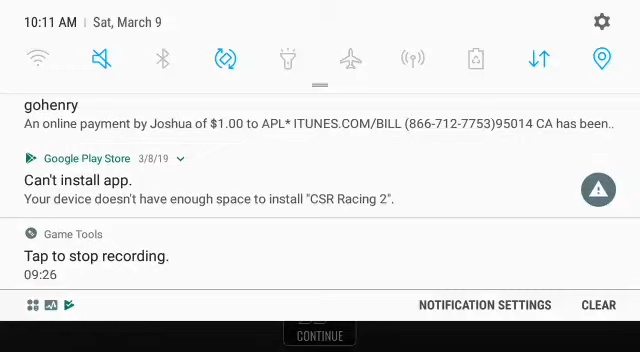 10:11 AM | Sat, March 9
gohenry
An online payment by Joshua of $1.00 to APL* ITUNES.COM/BILL (866-712-7753)95014 CA has been..
Google Play Store 3/8/19
Can't install app.
Your device doesn't have enough space to install "CSR Racing 2".
Game Tools
Tap to stop recording.
09:26
NOTIFICATION SETTINGS CLEAR
CONTINUE